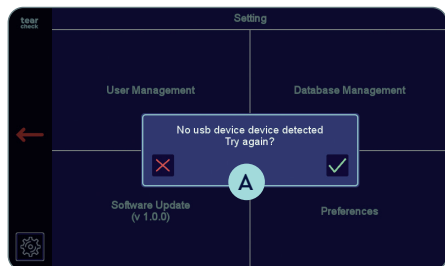 tear
check
Setting
User Management
Database Management
No usb device device detected
Try again?
A
Software Update
(v 1.0.0)
Preferences